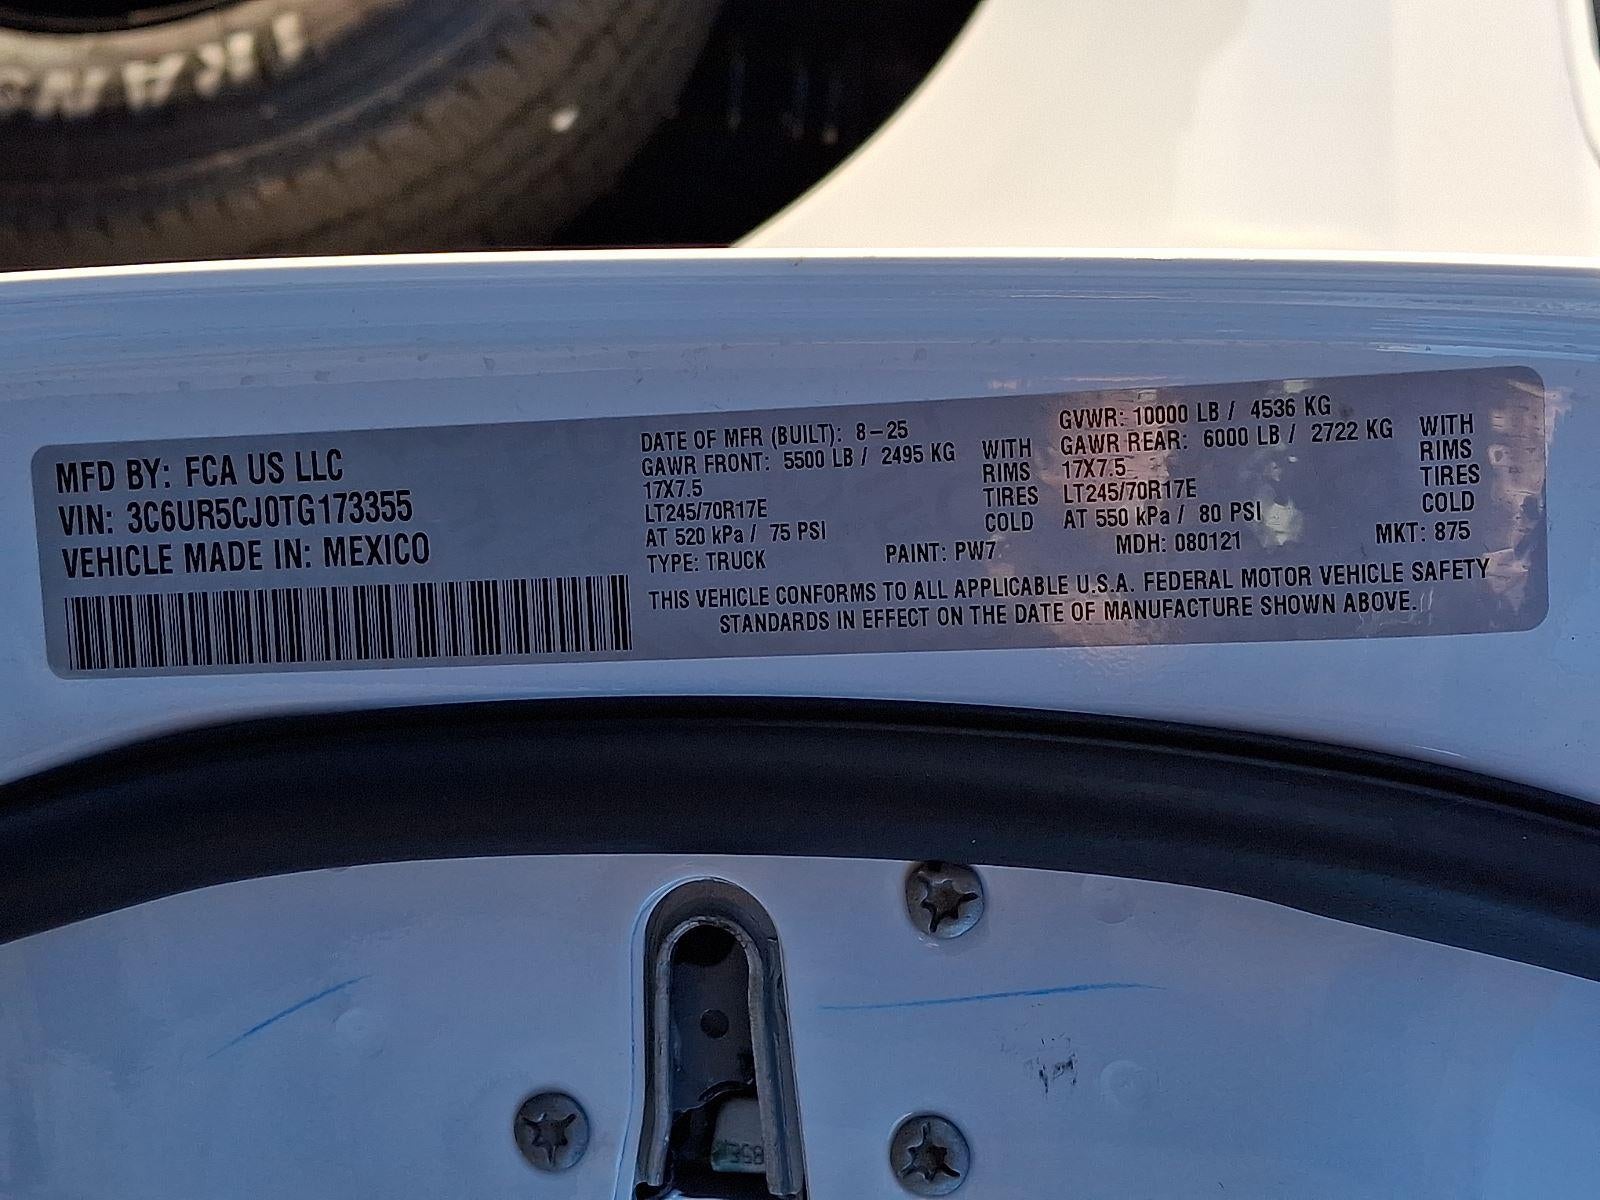 MFD BY: FCA US LLC
VIN: 3C6UR5CJ0TG173355
VEHICLE MADE IN: MEXICO
DATE OF MFR (BUILT): 8-25
GAWR FRONT: 5500 LB / 2495 KG WITH
17X7.5 RIMS
LT245/70R17E TIRES
AT 520 kPa / 75 PSI COLD
TYPE: TRUCK PAINT: PW7
GVWR: 10000 LB / 4536 KG
GAWR REAR: 6000 LB / 2722 KG WITH
17X7.5 RIMS
LT245/70R17E TIRES
AT 550 kPa / 80 PSI COLD
MDH: 080121 MKT: 875
THIS VEHICLE CONFORMS TO ALL APPLICABLE U.S.A. FEDERAL MOTOR VEHICLE SAFETY
STANDARDS IN EFFECT ON THE DATE OF MANUFACTURE SHOWN ABOVE.